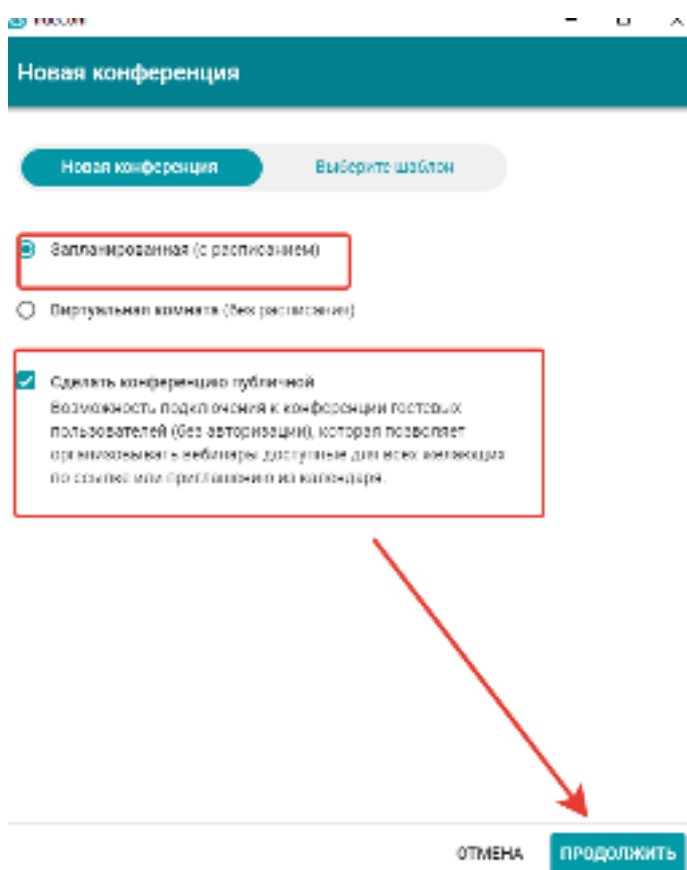 Новая конференция
Новая конференция
Выберите шаблон
Запланированная (с расписанием)
Виртуальная комната (без расписания)
Сделать конференцию публичной
Возможность подключения к конференции гостевых
пользователей (без авторизации), которая позволяет
организовывать вебинары доступные для всех желающих
по ссылке или приглашению из календаря.
ОТМЕНА
ПРОДОЛЖИТЬ